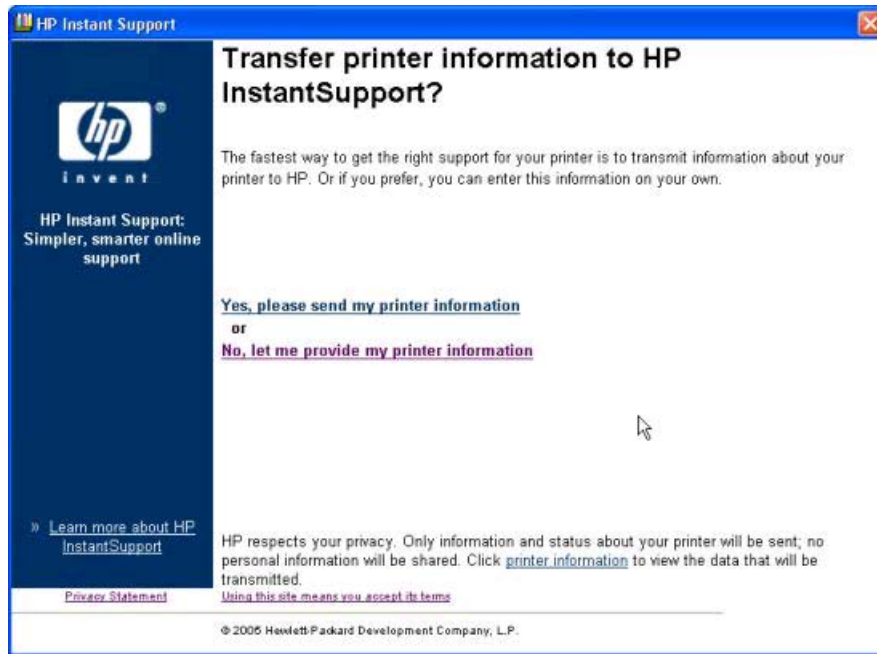 HP Instant Support
Transfer printer information to HP
InstantSupport?
hp
®
invent
The fastest way to get the right support for your printer is to transmit information about your
printer to HP. Or if you prefer, you can enter this information on your own.
HP Instant Support:
Simpler, smarter online
support
Yes, please send my printer information
or
No, let me provide my printer information
» Learn more about HP
InstantSupport
HP respects your privacy. Only information and status about your printer will be sent; no
personal information will be shared. Click printer information to view the data that will be
transmitted.
Privacy Statement
Using this site means you accept its terms
© 2005 Hewlett-Packard Development Company, L.P.